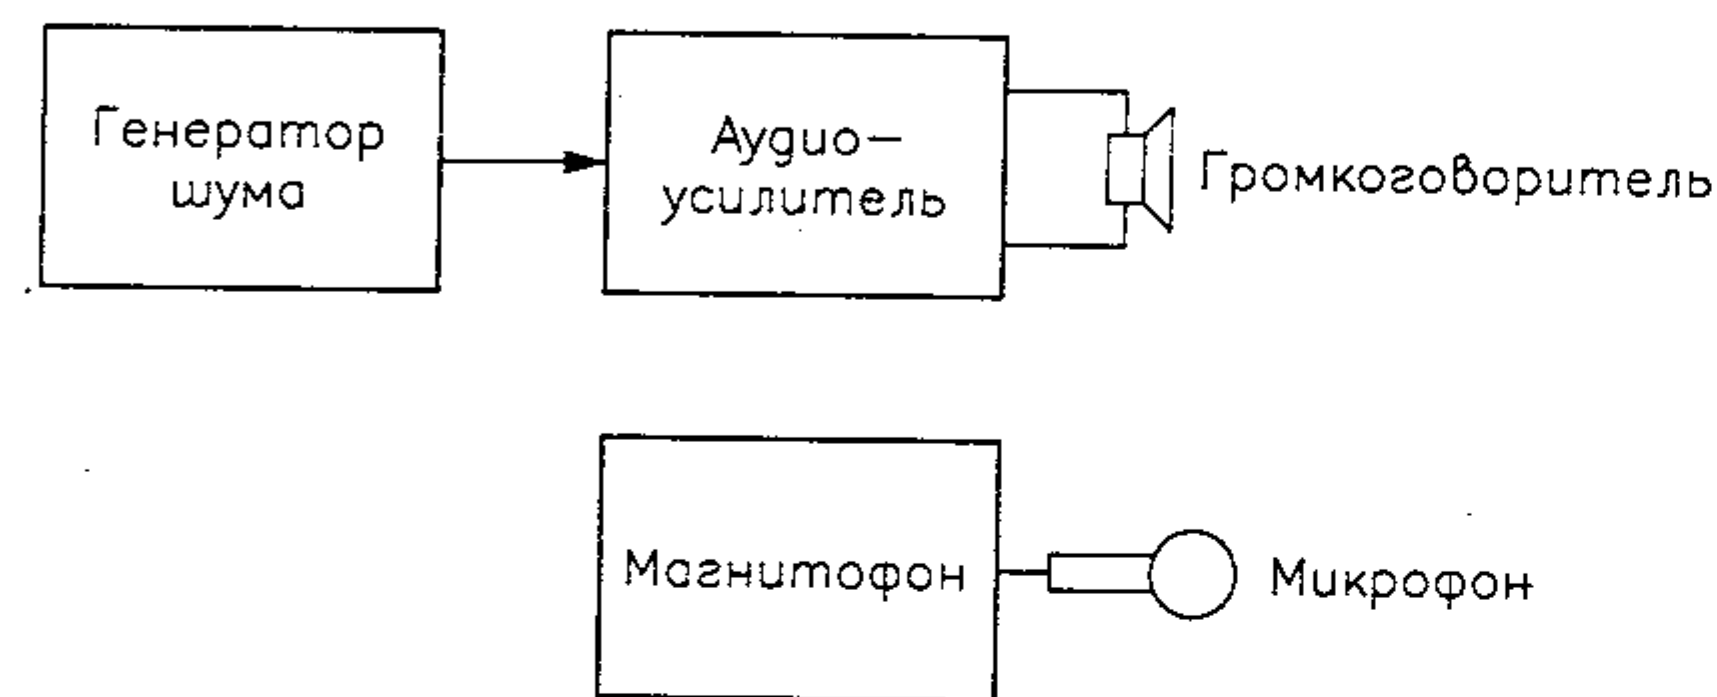 Генератор
шума
Аудио-
усилитель
Громкоговоритель
Магнитофон
Микрофон